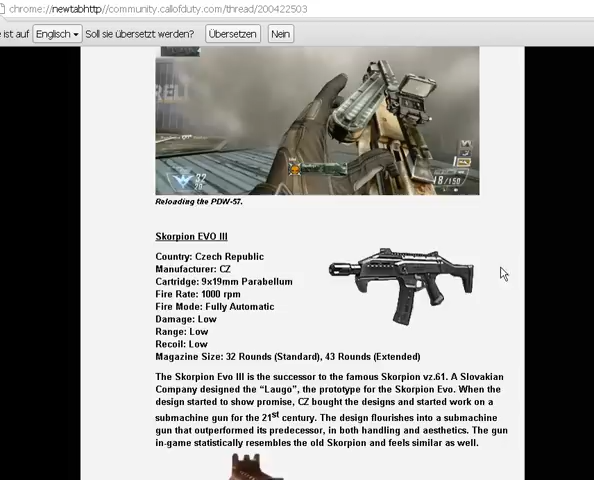 chrome://newtabhttp//community.callofduty.com/thread/200422503
e ist auf Englisch Soll sie übersetzt werden? Übersetzen Nein
32
18/150
Reloading the PDW-57.
Skorpion EVO III
Country: Czech Republic
Manufacturer: CZ
Cartridge: 9x19mm Parabellum
Fire Rate: 1000 rpm
Fire Mode: Fully Automatic
Damage: Low
Range: Low
Recoil: Low
Magazine Size: 32 Rounds (Standard), 43 Rounds (Extended)
The Skorpion Evo III is the successor to the famous Skorpion vz.61. A Slovakian
Company designed the "Laugo", the prototype for the Skorpion Evo. When the
design started to show promise, CZ bought the designs and started work on a
submachine gun for the 21st century. The design flourishes into a submachine
gun that outperformed its predecessor, in both handling and aesthetics. The gun
in-game statistically resembles the old Skorpion and feels similar as well.